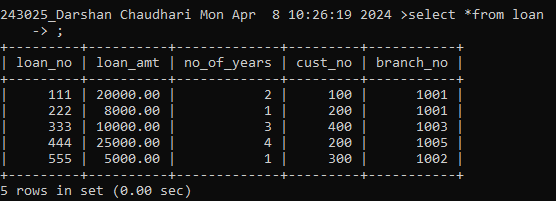 243025_Darshan Chaudhari Mon Apr  8 10:26:19 2024 >select *from loan
    -> ;
+---------+----------+-------------+---------+-----------+
| loan_no | loan_amt | no_of_years | cust_no | branch_no |
+---------+----------+-------------+---------+-----------+
|     111 | 20000.00 |           2 |     100 |      1001 |
|     222 |  8000.00 |           1 |     200 |      1001 |
|     333 | 10000.00 |           3 |     400 |      1003 |
|     444 | 25000.00 |           4 |     200 |      1005 |
|     555 |  5000.00 |           1 |     300 |      1002 |
+---------+----------+-------------+---------+-----------+
5 rows in set (0.00 sec)